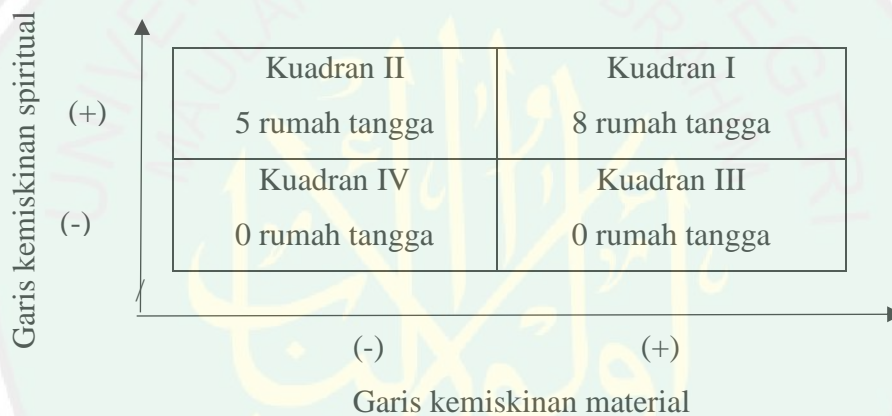 Garis kemiskinan spiritual
(+)
(-)
Kuadran II
5 rumah tangga
Kuadran I
8 rumah tangga
Kuadran IV
0 rumah tangga
Kuadran III
0 rumah tangga
(-)
(+)
Garis kemiskinan material